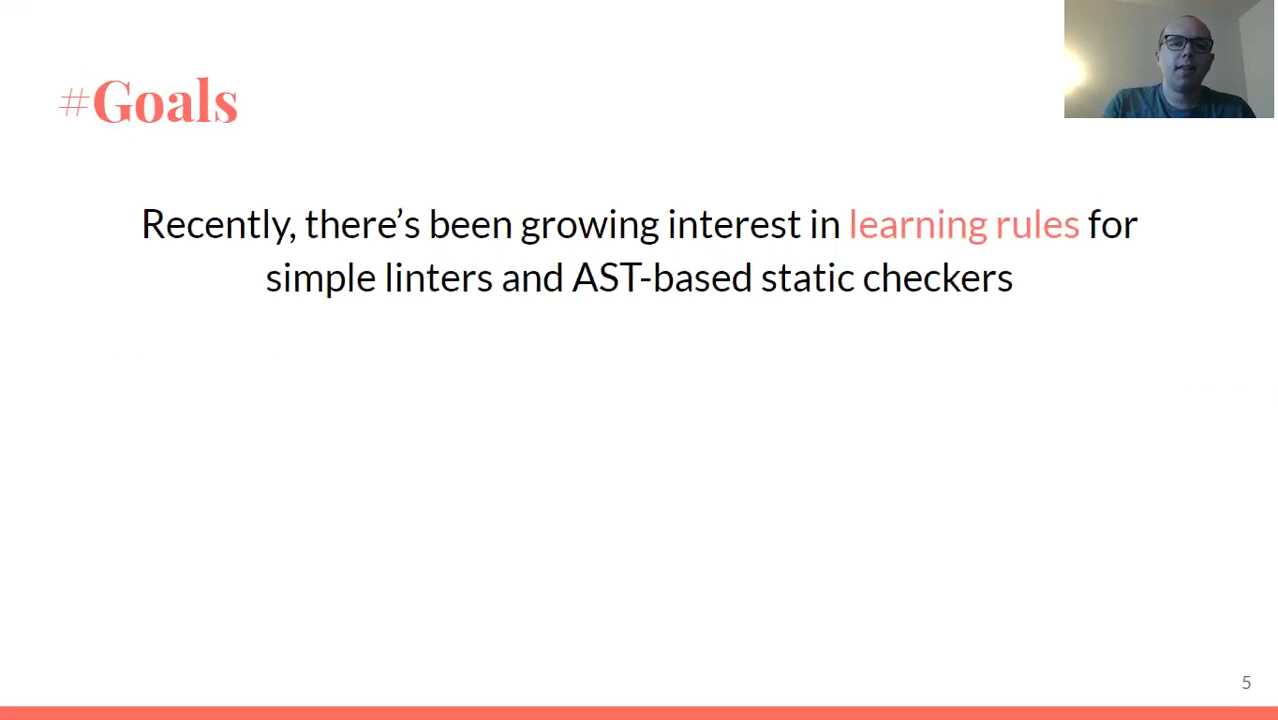 #Goals
Recently, there’s been growing interest in learning rules for
simple linters and AST-based static checkers
5